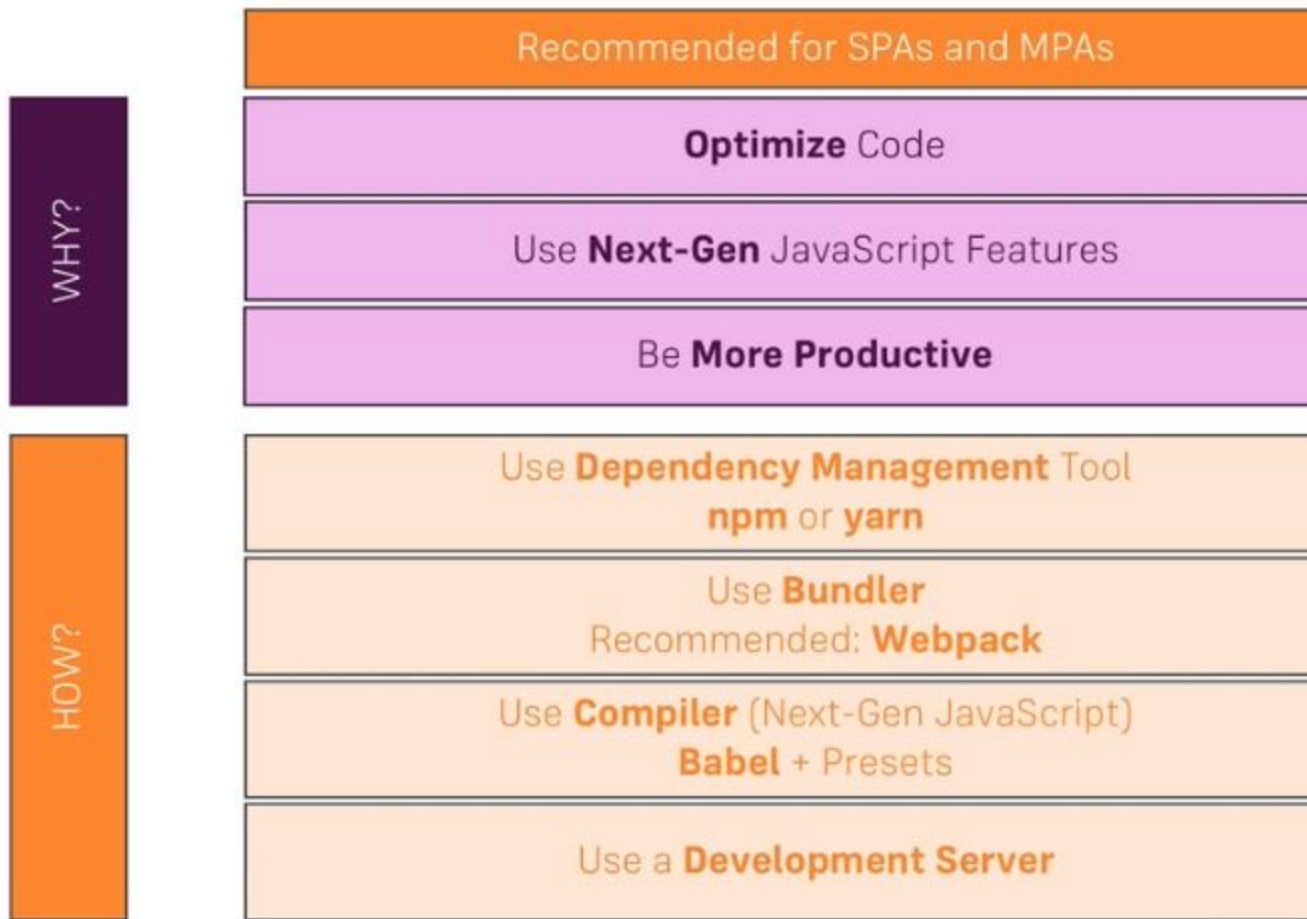 Recommended for SPAs and MPAs
WHY?
Optimize Code
Use Next-Gen JavaScript Features
Be More Productive
HOW?
Use Dependency Management Tool
npm or yarn
Use Bundler
Recommended: Webpack
Use Compiler (Next-Gen JavaScript)
Babel + Presets
Use a Development Server